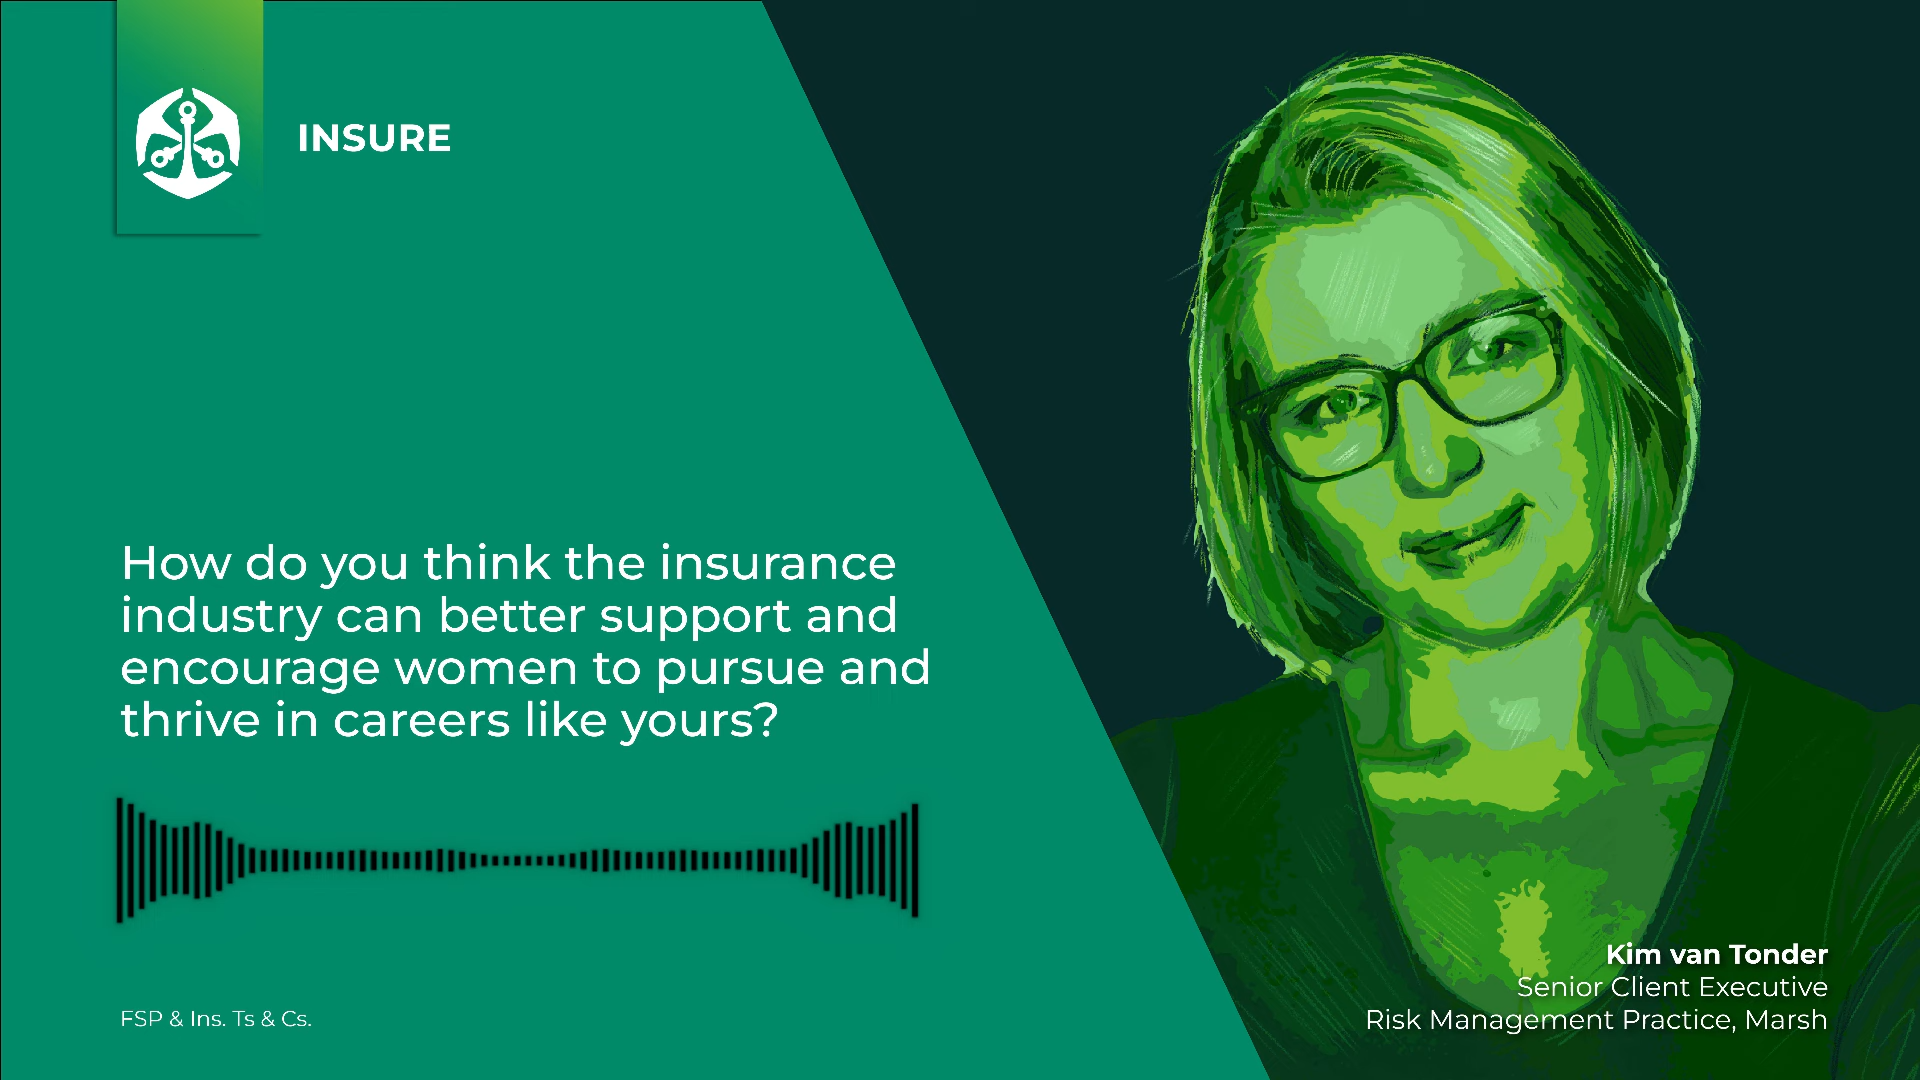 INSURE
How do you think the insurance
industry can better support and
encourage women to pursue and
thrive in careers like yours?
FSP & Ins. Ts & Cs.
Kim van Tonder
Senior Client Executive
Risk Management Practice, Marsh